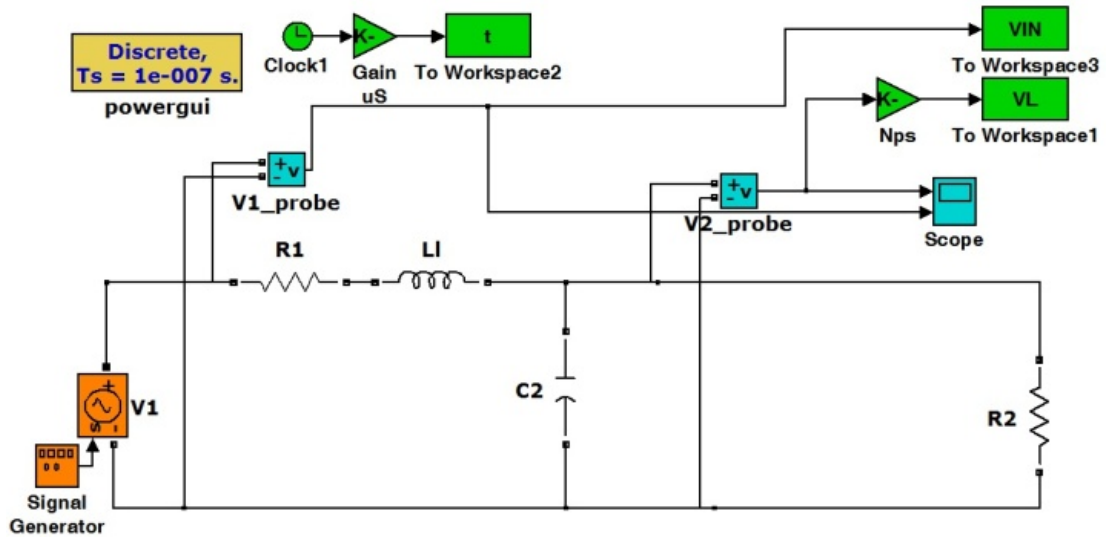 Discrete,
Ts = 1e-007 s.
powergui
Clock1
K-
Gain
uS
t
To Workspace2
VIN
To Workspace3
K-
Nps
VL
To Workspace1
+
-
v
V1_probe
+
-
v
V2_probe
Scope
R1
Ll
+
s
-
V1
C2
R2
Signal
Generator